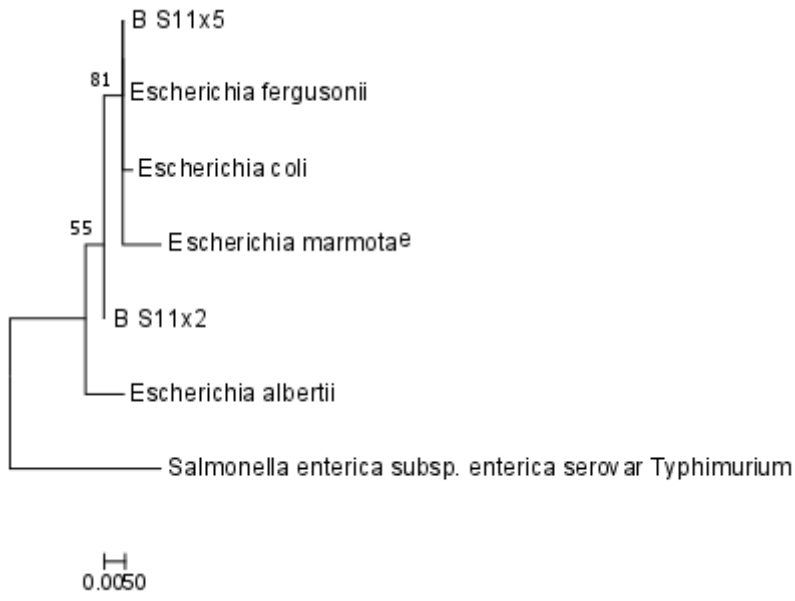 B S11x5
81
Escherichia fergusonii
Escherichia coli
55
Escherichia marmotae
B S11x2
Escherichia albertii
Salmonella enterica subsp. enterica serovar Typhimurium
0.0050